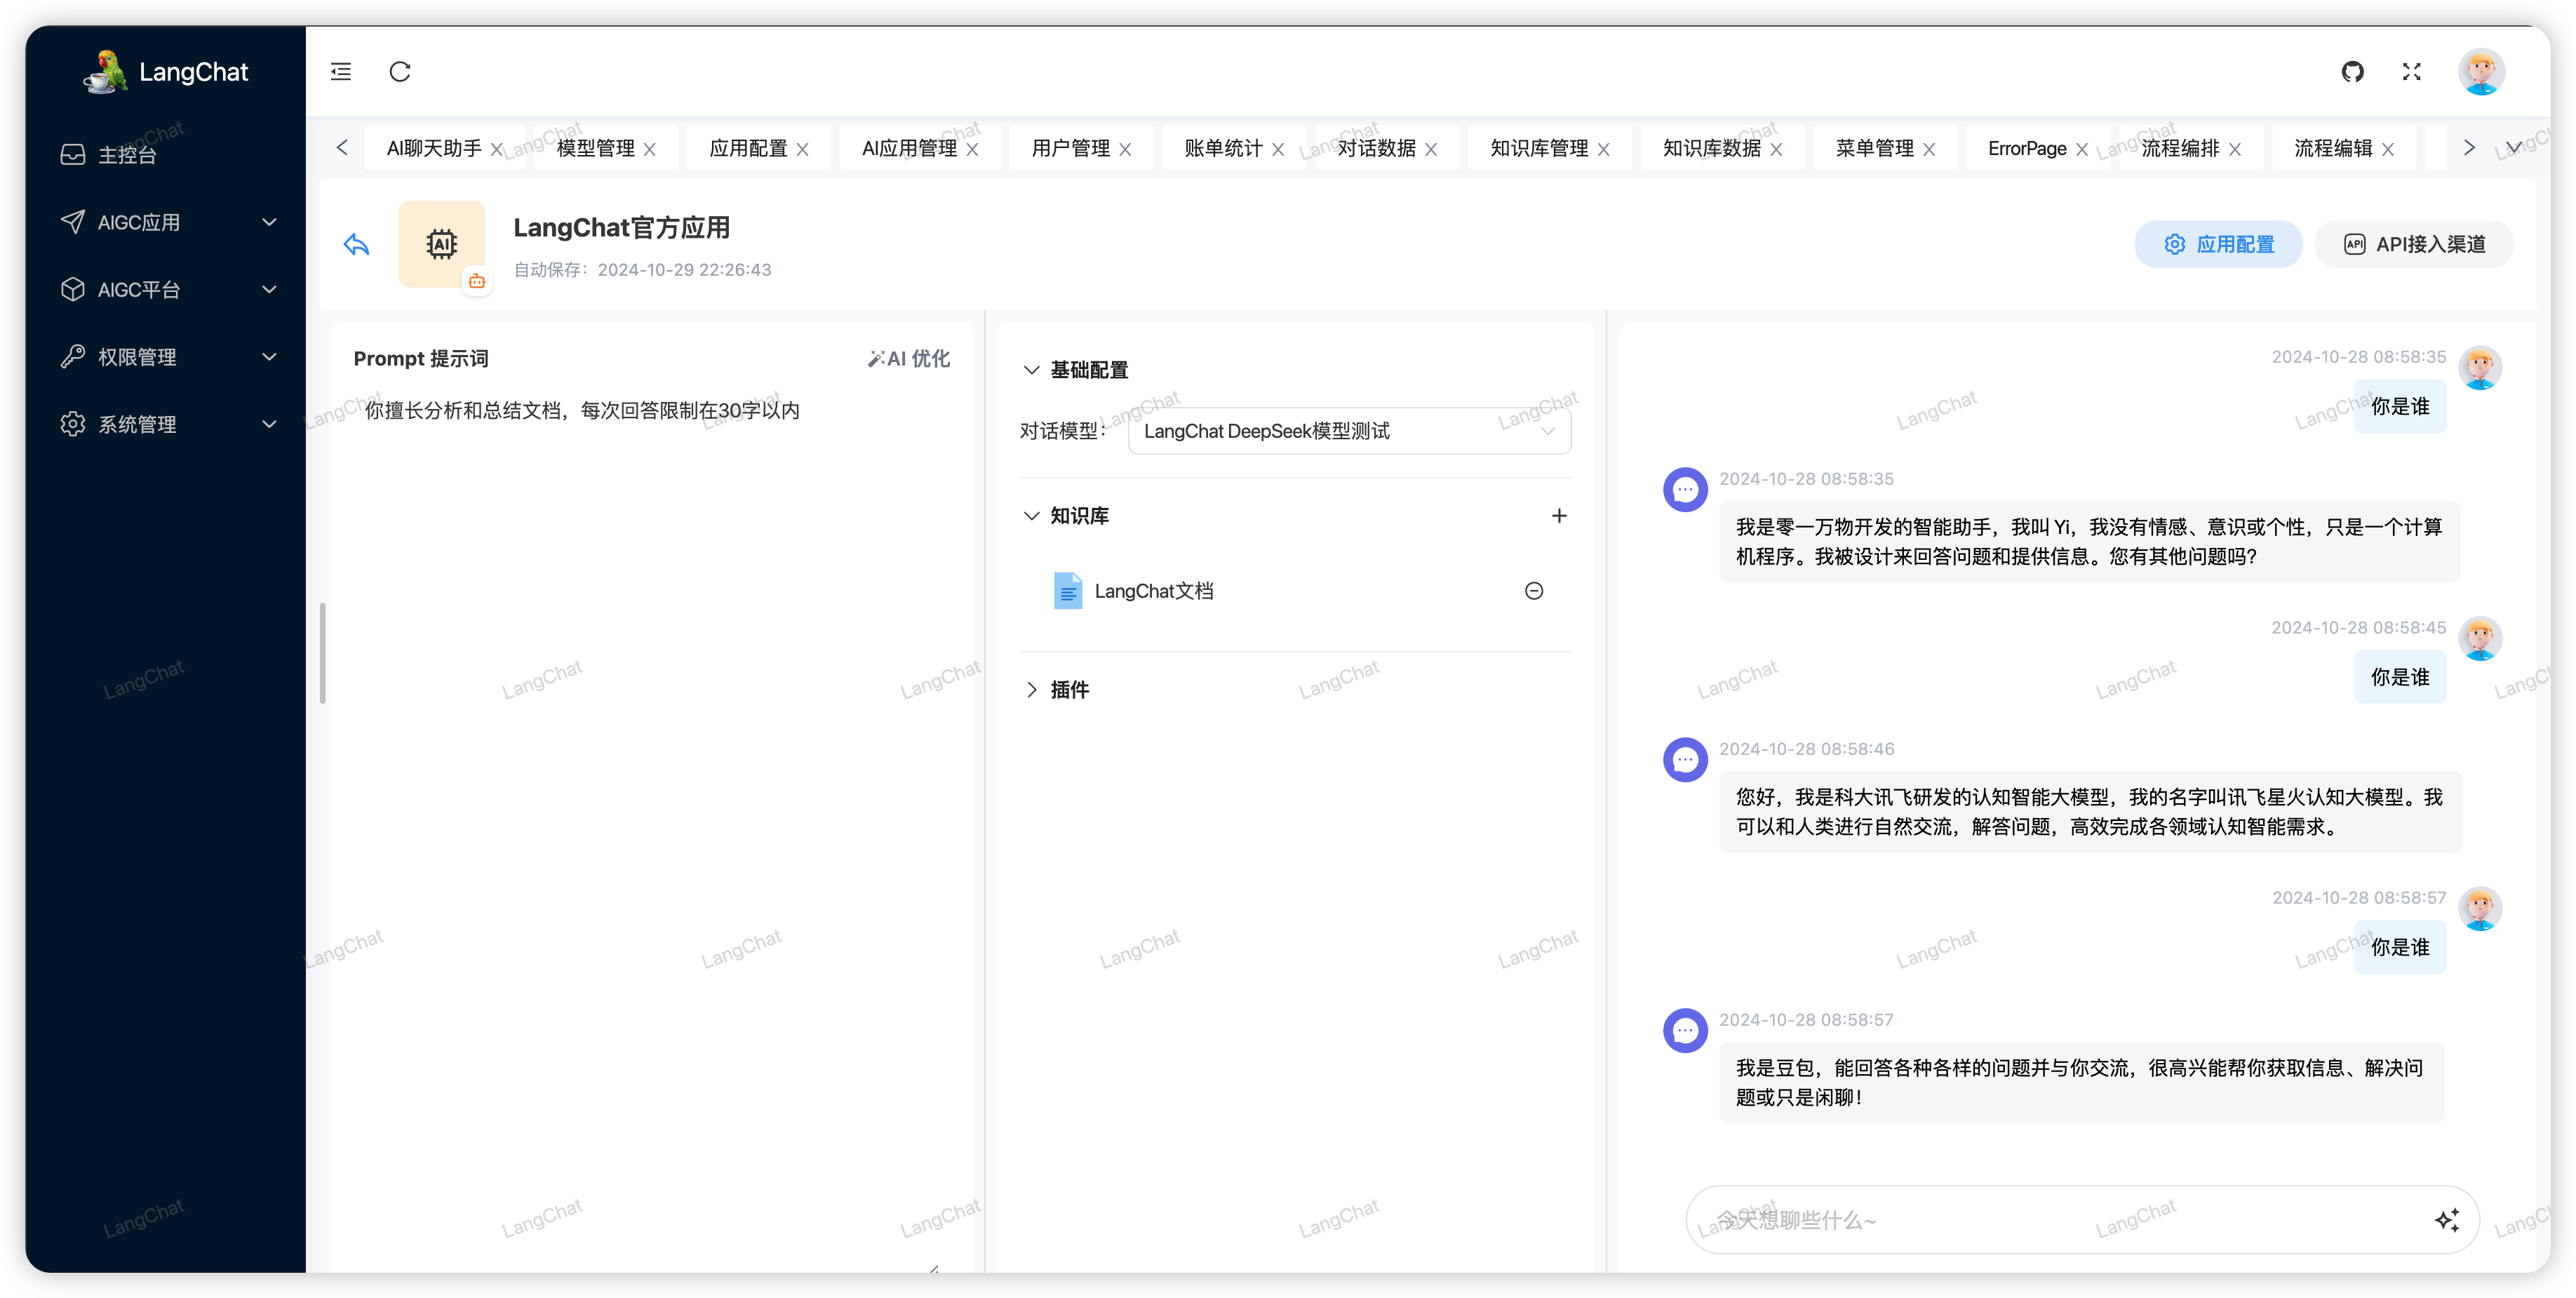 LangChat
主控台
AIGC应用
AIGC平台
权限管理
系统管理
AI聊天助手
模型管理
应用配置
AI应用管理
用户管理
账单统计
对话数据
知识库管理
知识库数据
菜单管理
ErrorPage
流程编排
流程编辑
LangChat官方应用
自动保存：2024-10-29 22:26:43
应用配置
API接入渠道
Prompt 提示词
AI 优化
你擅长分析和总结文档，每次回答限制在30字以内
基础配置
对话模型：
LangChat DeepSeek模型测试
知识库
LangChat文档
插件
2024-10-28 08:58:35
你是谁
2024-10-28 08:58:35
我是零一万物开发的智能助手，我叫 Yi，我没有情感、意识或个性，只是一个计算
机程序。我被设计来回答问题和提供信息。您有其他问题吗？
2024-10-28 08:58:45
你是谁
2024-10-28 08:58:46
您好，我是科大讯飞研发的认知智能大模型，我的名字叫讯飞星火认知大模型。我
可以和人类进行自然交流，解答问题，高效完成各领域认知智能需求。
2024-10-28 08:58:57
你是谁
2024-10-28 08:58:57
我是豆包，能回答各种各样的问题并与你交流，很高兴能帮你获取信息、解决问
题或只是闲聊！
今天想聊些什么~